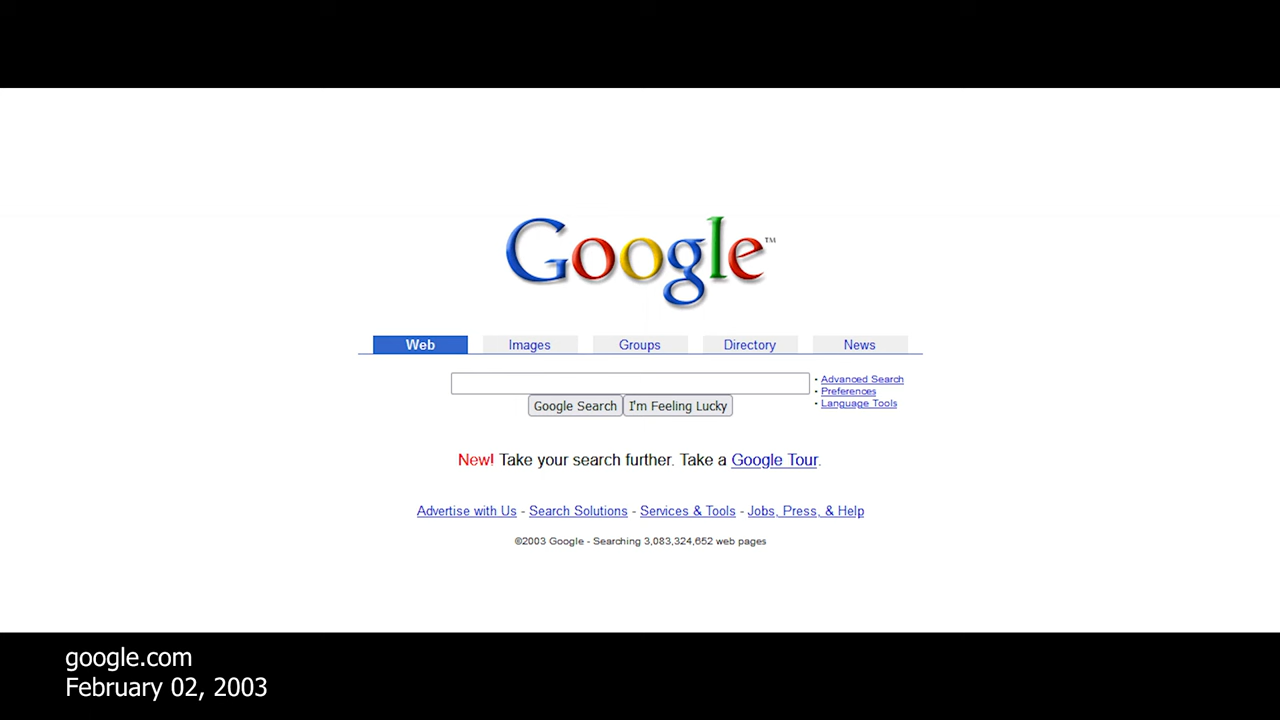 Google™
Web Images Groups Directory News
• Advanced Search
• Preferences
• Language Tools
Google Search I'm Feeling Lucky
New! Take your search further. Take a Google Tour.
Advertise with Us - Search Solutions - Services & Tools - Jobs, Press, & Help
©2003 Google - Searching 3,083,324,652 web pages
google.com
February 02, 2003